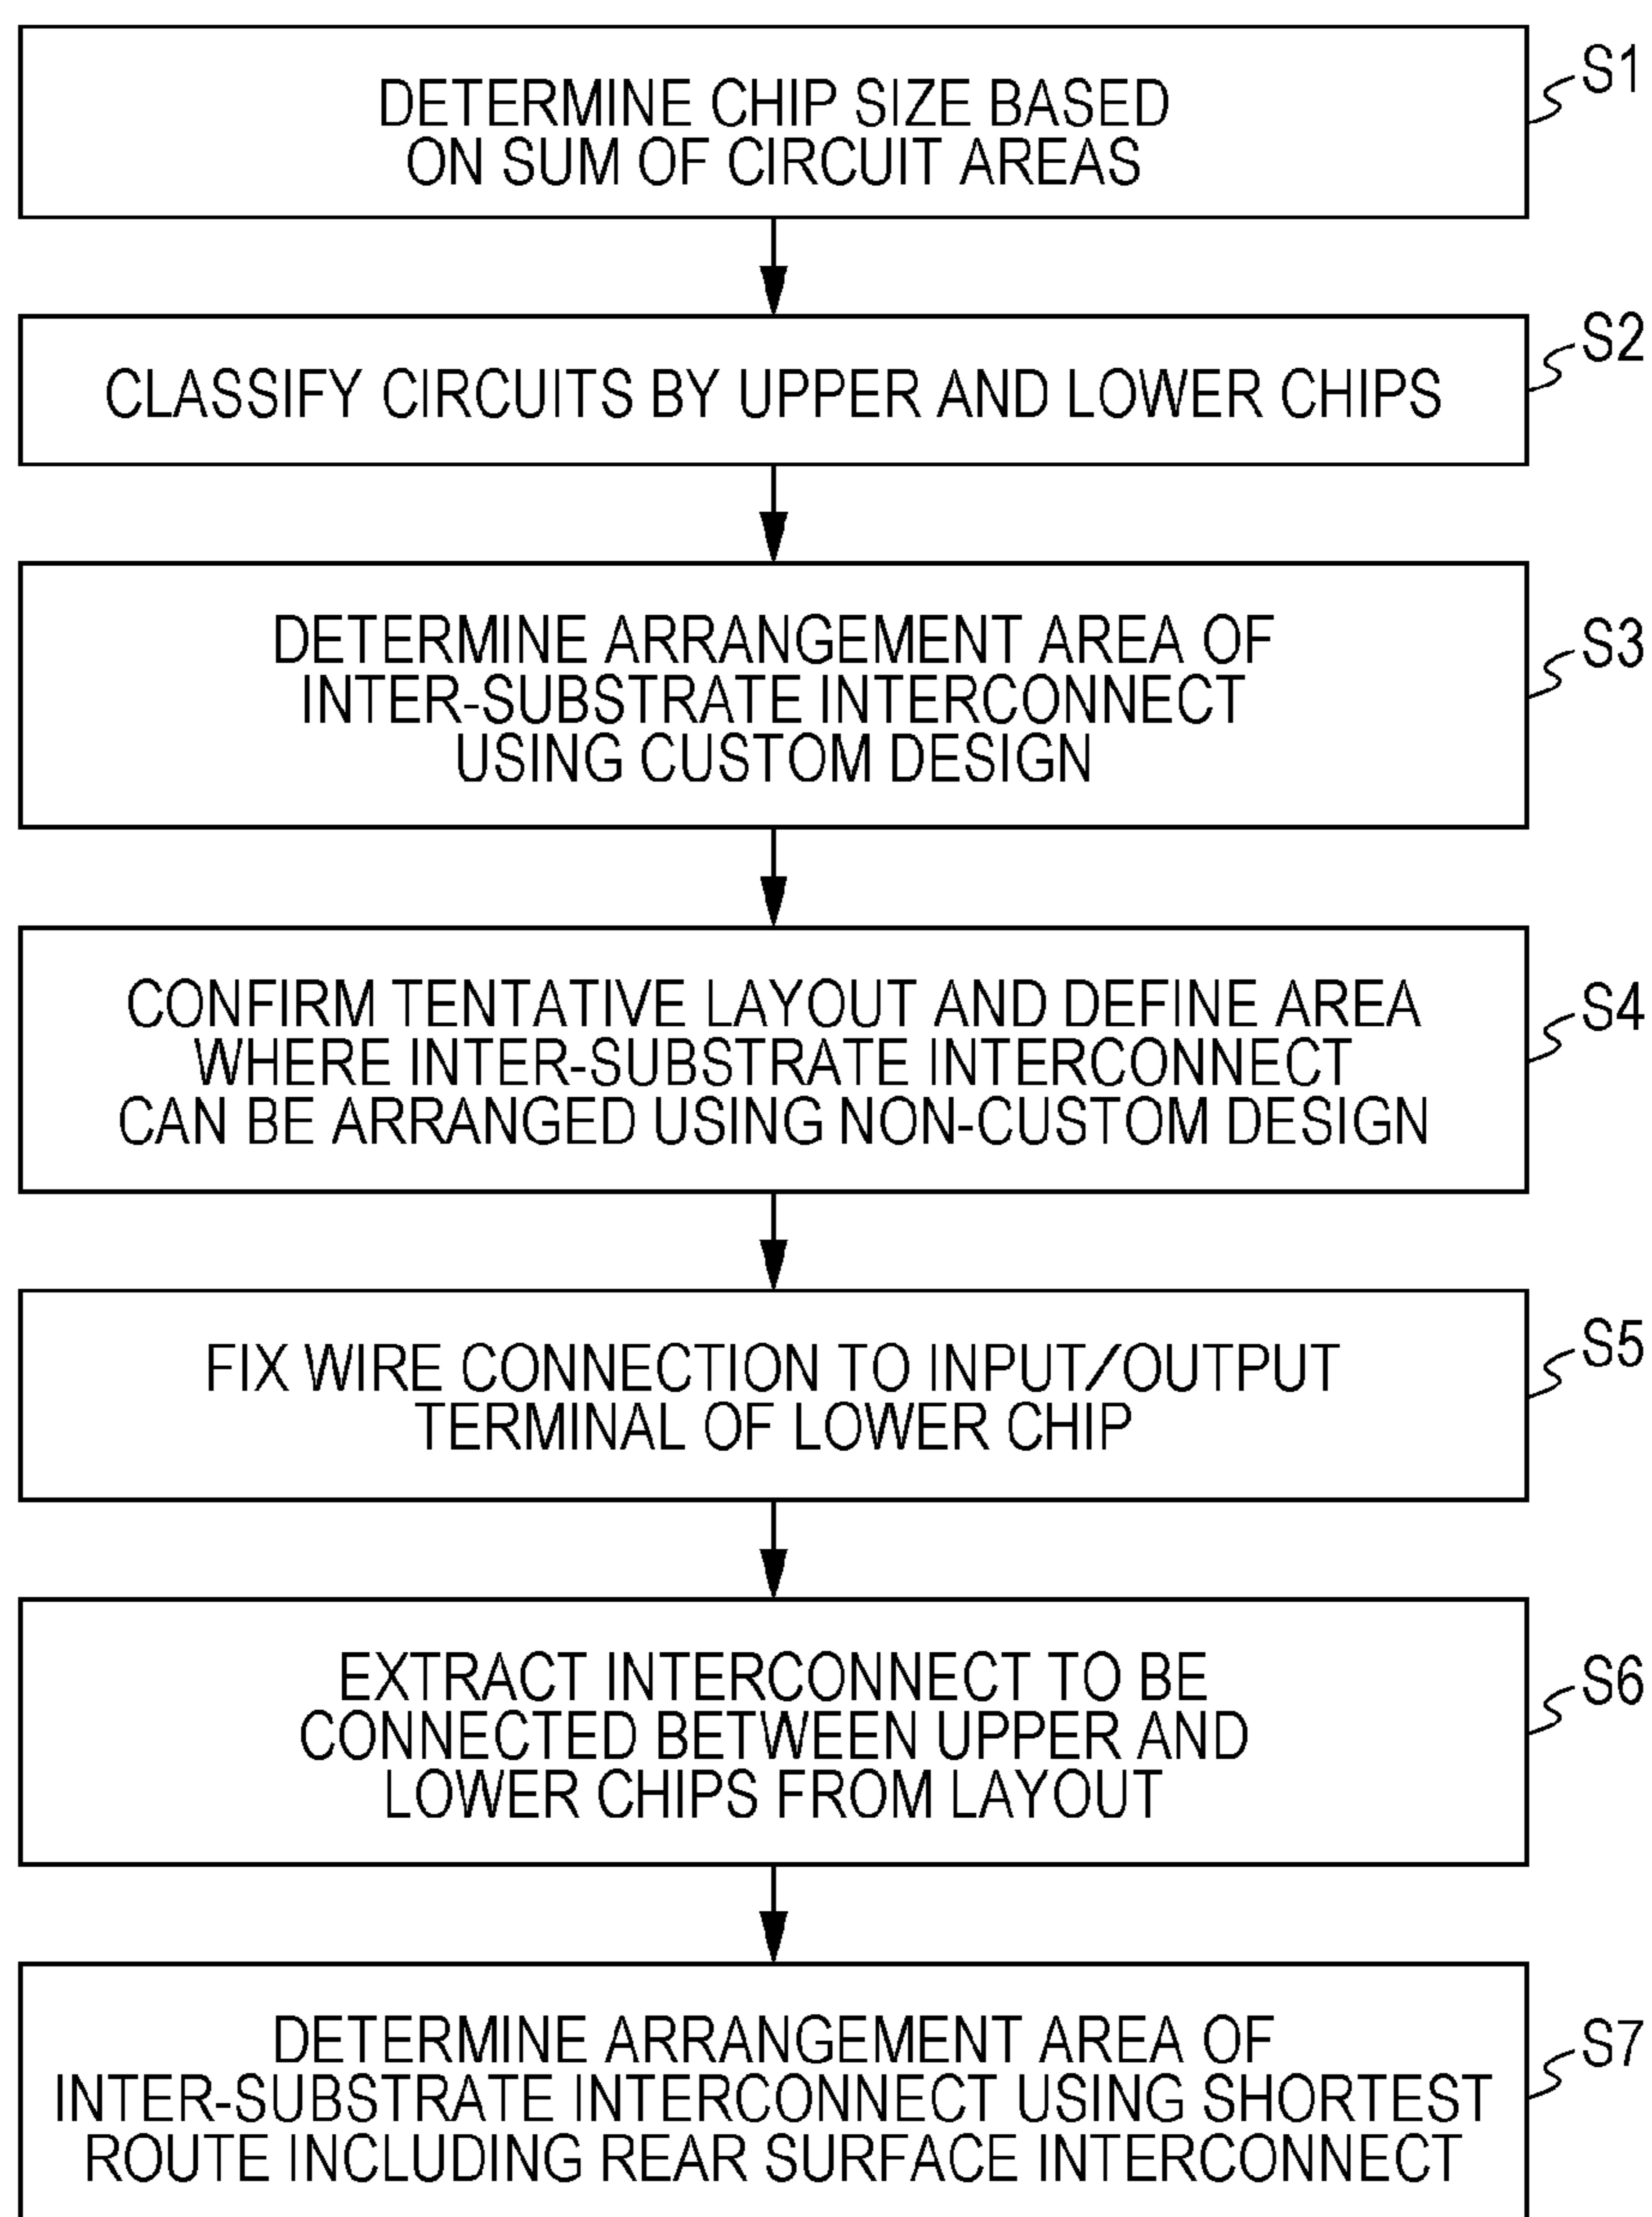 S1
DETERMINE CHIP SIZE BASED
ON SUM OF CIRCUIT AREAS
S2
CLASSIFY CIRCUITS BY UPPER AND LOWER CHIPS
S3
DETERMINE ARRANGEMENT AREA OF
INTER-SUBSTRATE INTERCONNECT
USING CUSTOM DESIGN
S4
CONFIRM TENTATIVE LAYOUT AND DEFINE AREA
WHERE INTER-SUBSTRATE INTERCONNECT
CAN BE ARRANGED USING NON-CUSTOM DESIGN
S5
FIX WIRE CONNECTION TO INPUT/OUTPUT
TERMINAL OF LOWER CHIP
S6
EXTRACT INTERCONNECT TO BE
CONNECTED BETWEEN UPPER AND
LOWER CHIPS FROM LAYOUT
S7
DETERMINE ARRANGEMENT AREA OF
INTER-SUBSTRATE INTERCONNECT USING SHORTEST
ROUTE INCLUDING REAR SURFACE INTERCONNECT